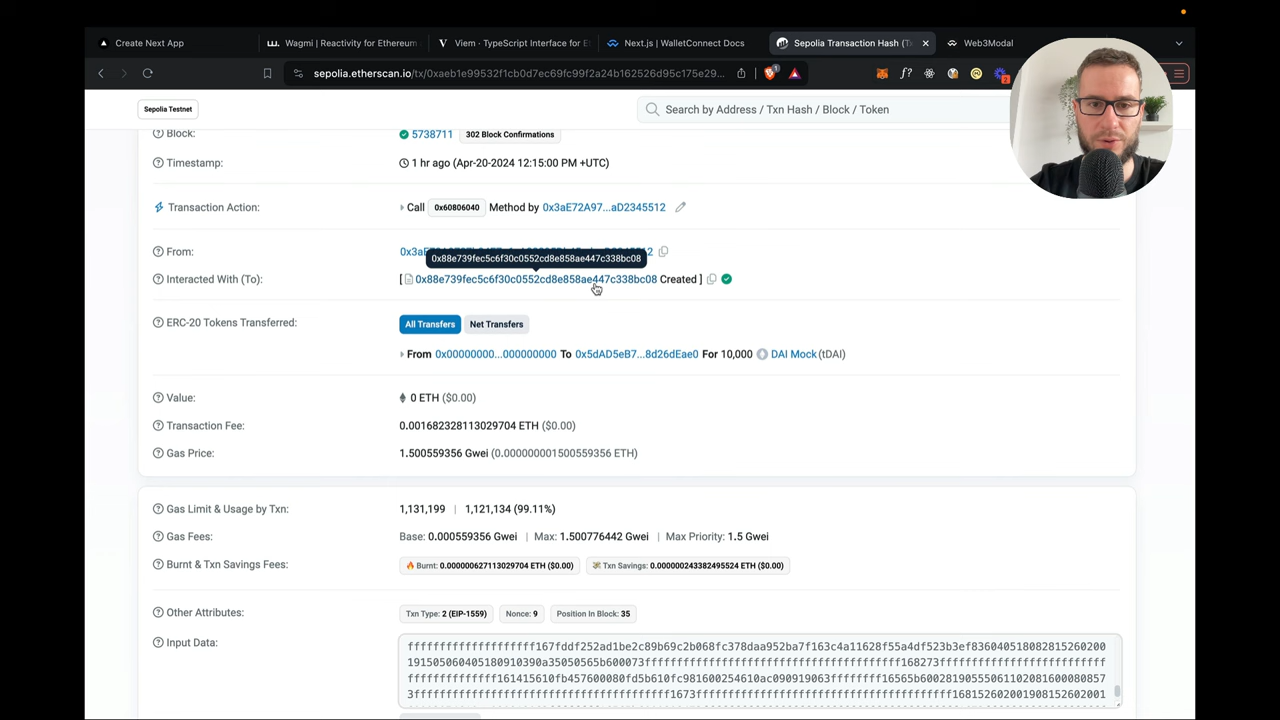 Create Next App
Wagmi | Reactivity for Ethereum
Viem · TypeScript Interface for Et
Next.js | WalletConnect Docs
Sepolia Transaction Hash (Tx
Web3Modal
sepolia.etherscan.io/tx/0xaeb1e99532f1cb0d7ec69fc99f2a24b162526d95c175e29...
Sepolia Testnet
Search by Address / Txn Hash / Block / Token
Block: 5738711 302 Block Confirmations
Timestamp: 1 hr ago (Apr-20-2024 12:15:00 PM +UTC)
Transaction Action: Call 0x60806040 Method by 0x3aE72A97...aD2345512
From:
0x88e739fec5c6f30c0552cd8e858ae447c338bc08
Interacted With (To): [ 0x88e739fec5c6f30c0552cd8e858ae447c338bc08 Created ]
ERC-20 Tokens Transferred: All Transfers Net Transfers
From 0x00000000...000000000 To 0x5dAD5eB7...8d26dEae0 For 10,000 DAI Mock (tDAI)
Value: 0 ETH ($0.00)
Transaction Fee: 0.001682328113029704 ETH ($0.00)
Gas Price: 1.500559356 Gwei (0.000000001500559356 ETH)
Gas Limit & Usage by Txn: 1,131,199 | 1,121,134 (99.11%)
Gas Fees: Base: 0.000559356 Gwei | Max: 1.500776442 Gwei | Max Priority: 1.5 Gwei
Burnt & Txn Savings Fees: Burnt: 0.000000627113029704 ETH ($0.00) Txn Savings: 0.000000243382495524 ETH ($0.00)
Other Attributes: Txn Type: 2 (EIP-1559) Nonce: 9 Position In Block: 35
Input Data: